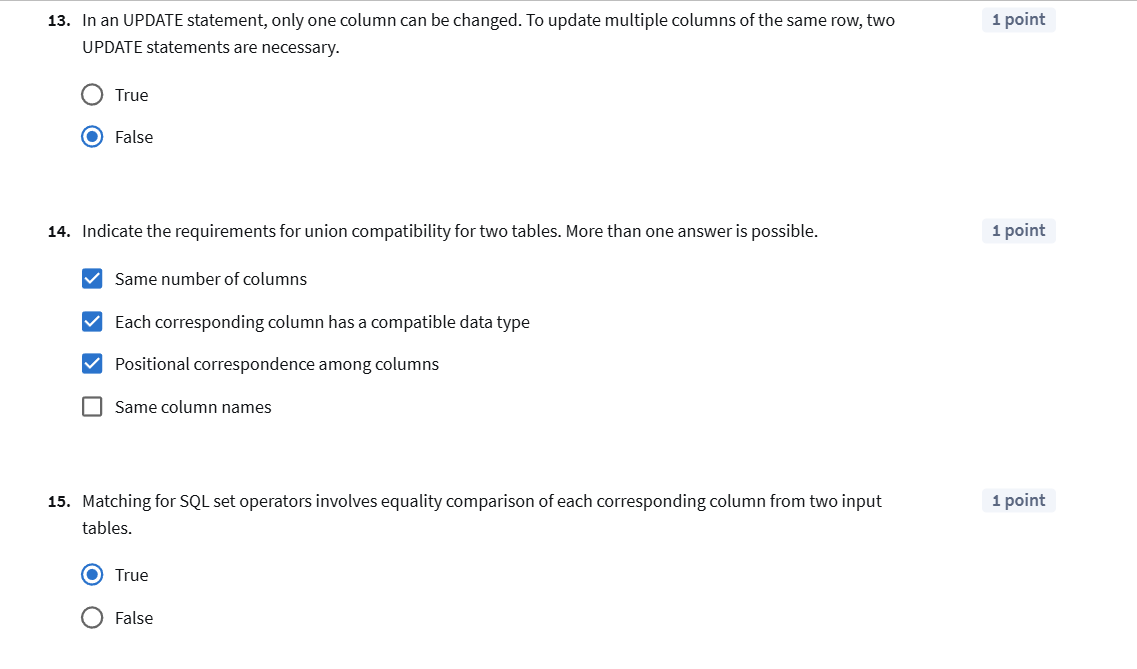 13. In an UPDATE statement, only one column can be changed. To update multiple columns of the same row, two 1 point
UPDATE statements are necessary.
True
False
14. Indicate the requirements for union compatibility for two tables. More than one answer is possible. 1 point
Same number of columns
Each corresponding column has a compatible data type
Positional correspondence among columns
Same column names
15. Matching for SQL set operators involves equality comparison of each corresponding column from two input 1 point
tables.
True
False